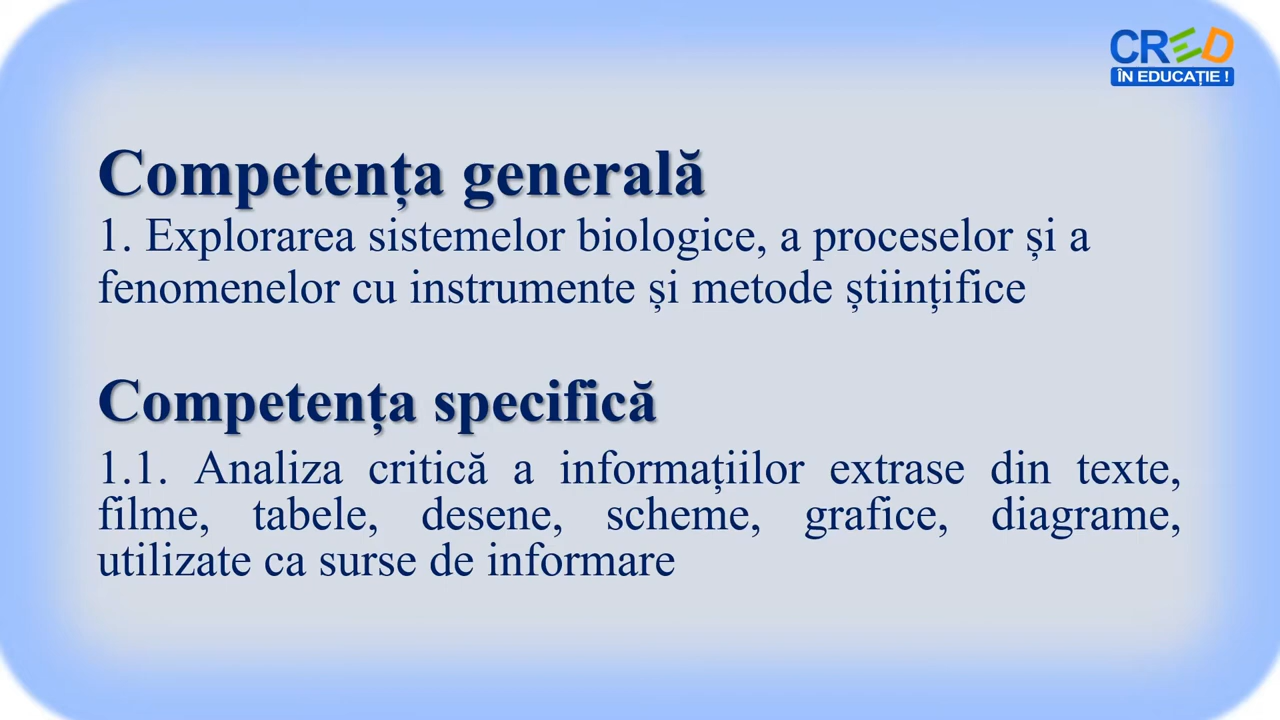 CRED
ÎN EDUCAȚIE !
Competența generală
1. Explorarea sistemelor biologice, a proceselor și a
fenomenelor cu instrumente și metode științifice
Competența specifică
1.1. Analiza critică a informațiilor extrase din texte,
filme, tabele, desene, scheme, grafice, diagrame,
utilizate ca surse de informare